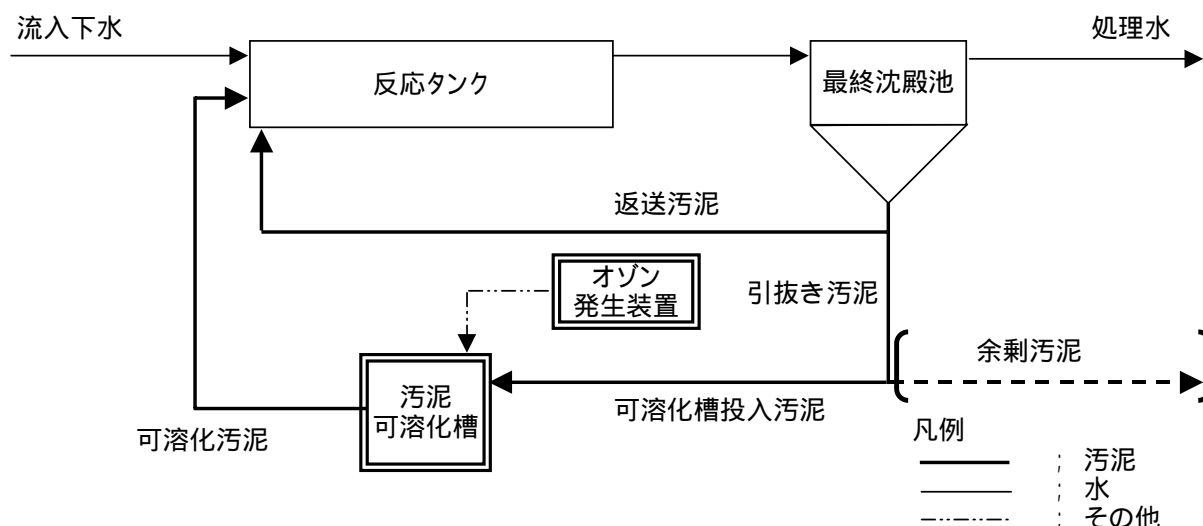 流入下水
処理水
反応タンク
最終沈殿池
返送汚泥
オゾン
発生装置
引抜き汚泥
余剰汚泥
汚泥
可溶化槽
可溶化槽投入汚泥
可溶化汚泥
凡例
; 汚泥
; 水
; その他